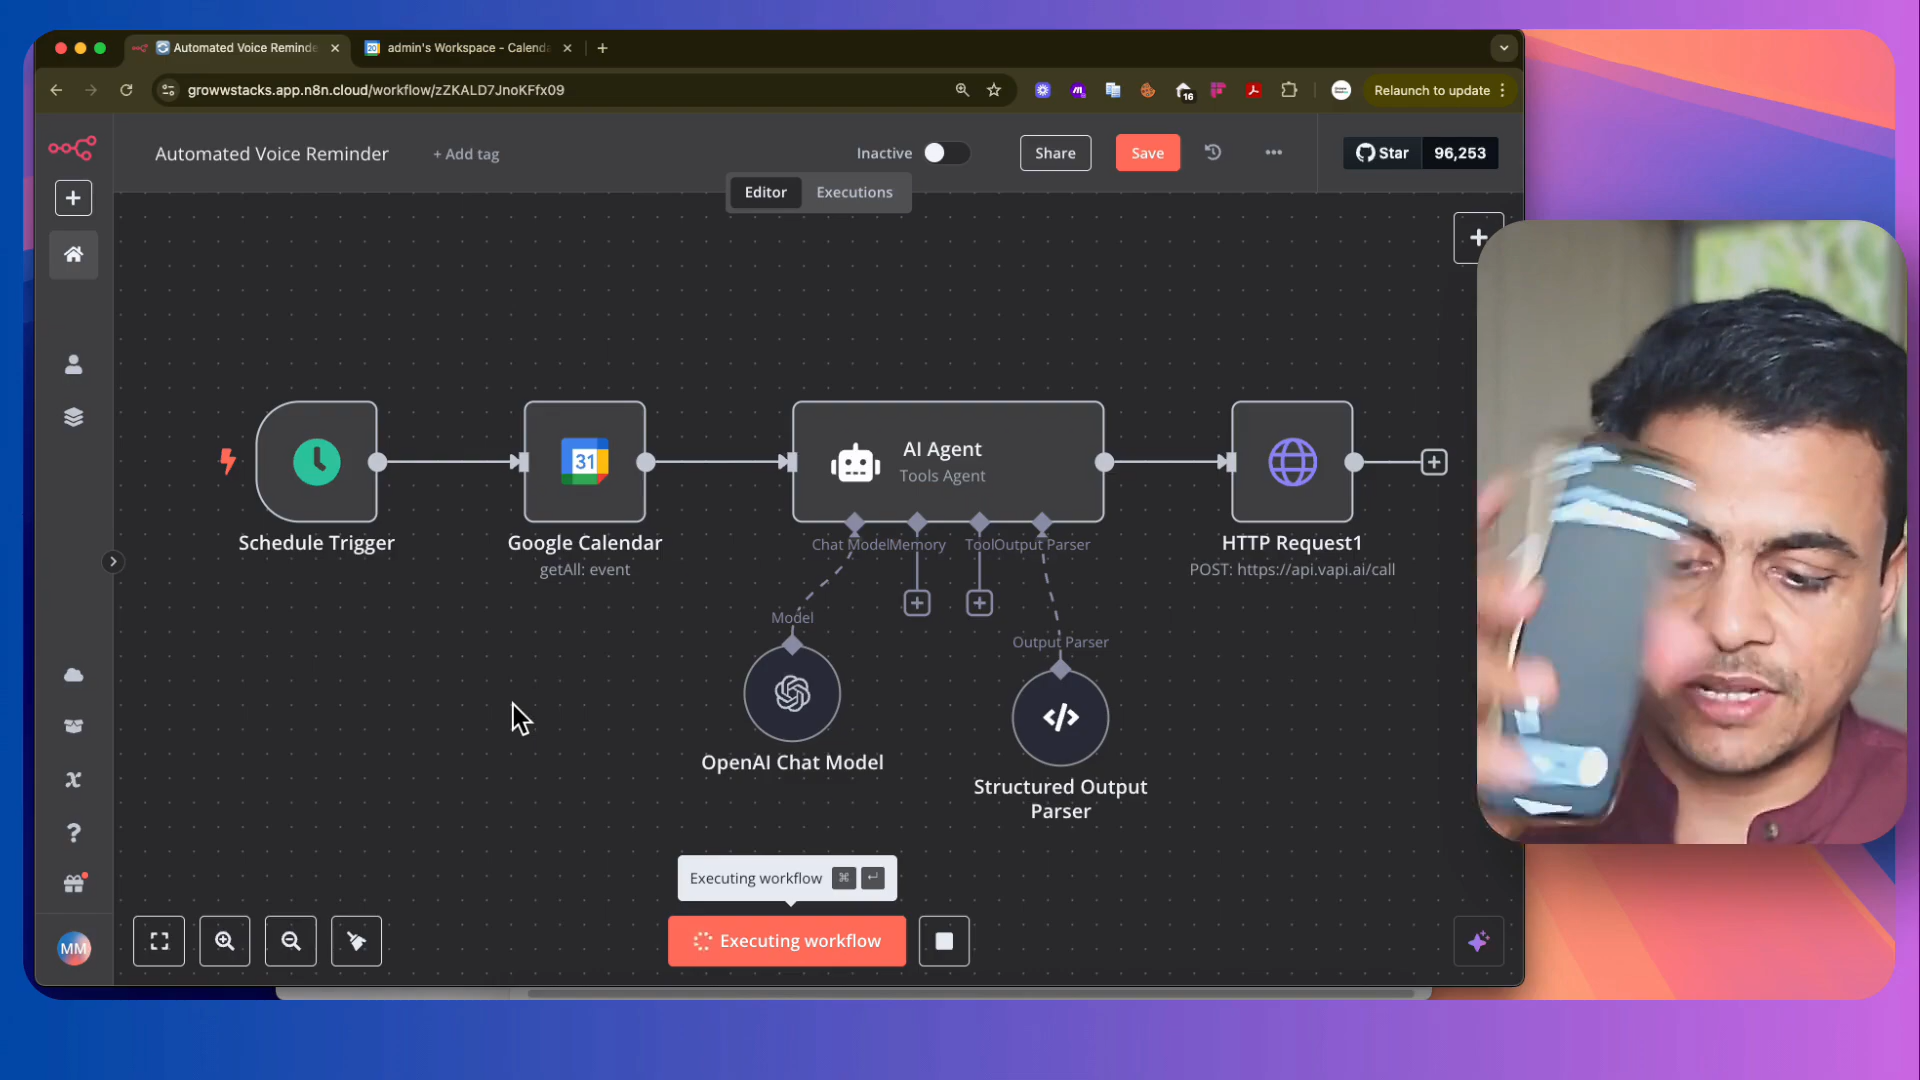 Automated Voice Reminde
admin's Workspace - Calenda
growwstacks.app.n8n.cloud/workflow/zZKALD7JnoKFfx09
16
Relaunch to update
Automated Voice Reminder
+ Add tag
Inactive
Share
Save
Star
96,253
Editor
Executions
31
AI Agent
Tools Agent
Schedule Trigger
Google Calendar
getAll: event
Chat Model
Memory
Tool
Output Parser
HTTP Request1
POST: https://api.vapi.ai/call
Model
Output Parser
OpenAI Chat Model
Structured Output
Parser
Executing workflow
Executing workflow
MM